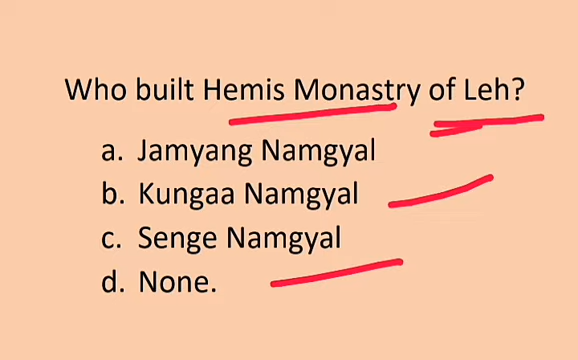 Who built Hemis Monastry of Leh?
a. Jamyang Namgyal
b. Kungaa Namgyal
c. Senge Namgyal
d. None.